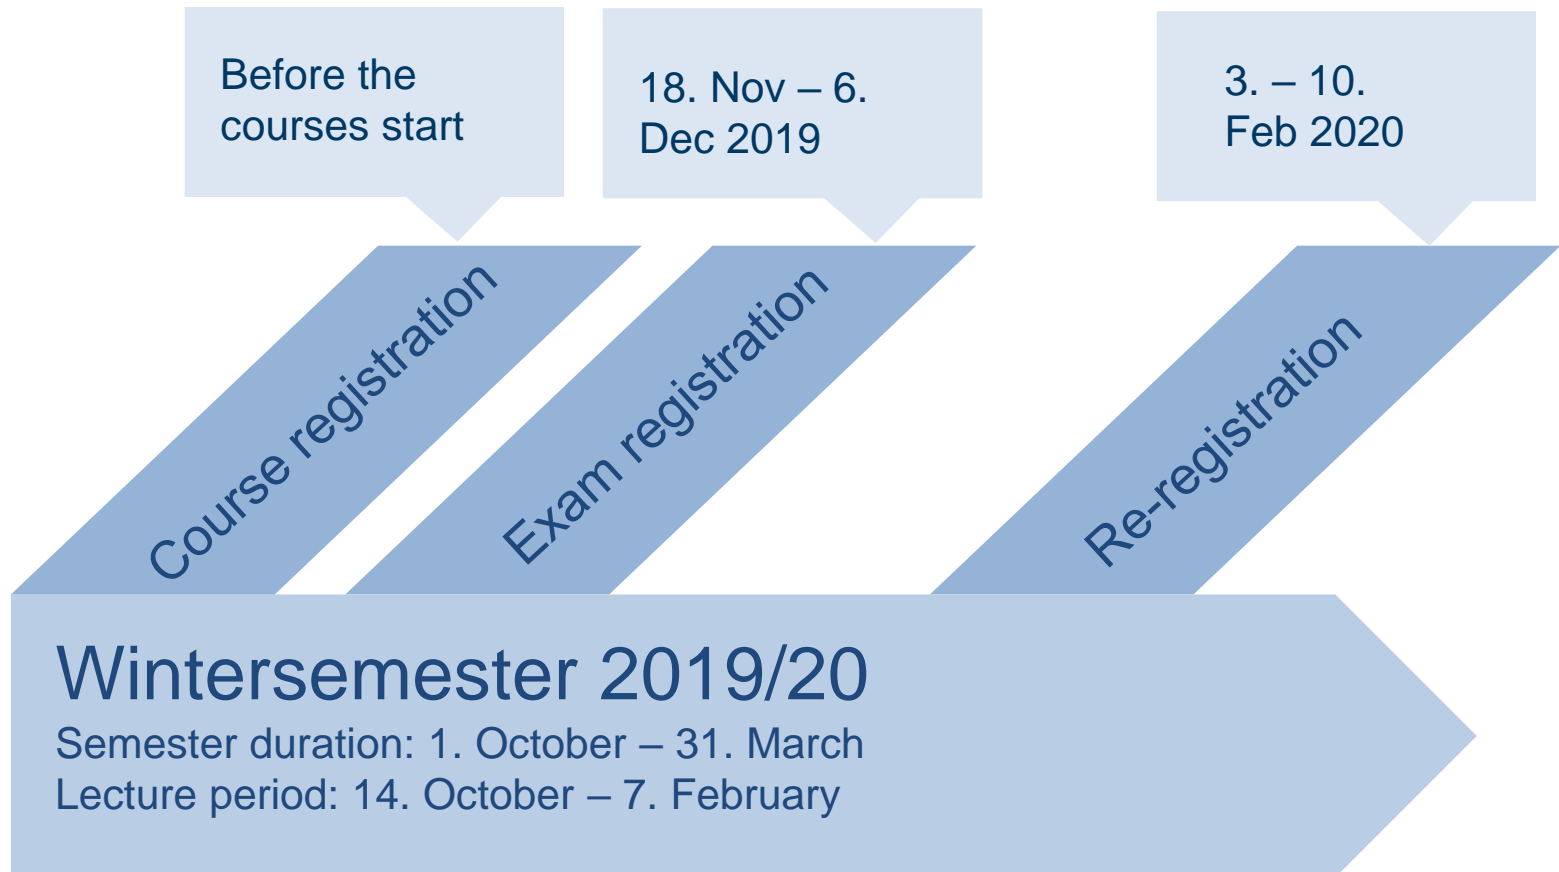 Before the
courses start
18. Nov – 6.
Dec 2019
3. – 10.
Feb 2020
Course registration
Exam registration
Re-registration
Wintersemester 2019/20
Semester duration: 1. October – 31. March
Lecture period: 14. October – 7. February